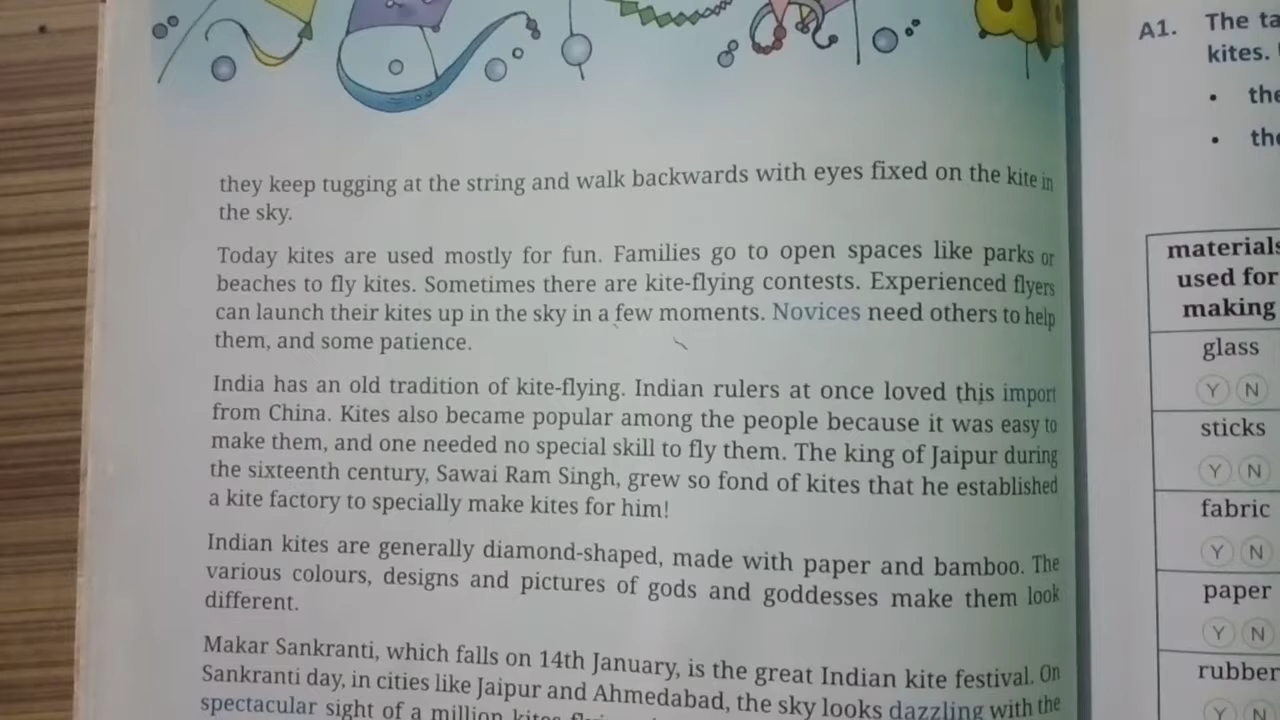 they keep tugging at the string and walk backwards with eyes fixed on the kite in
the sky.
Today kites are used mostly for fun. Families go to open spaces like parks or
beaches to fly kites. Sometimes there are kite-flying contests. Experienced flyers
can launch their kites up in the sky in a few moments. Novices need others to help
them, and some patience.
India has an old tradition of kite-flying. Indian rulers at once loved this import
from China. Kites also became popular among the people because it was easy to
make them, and one needed no special skill to fly them. The king of Jaipur during
the sixteenth century, Sawai Ram Singh, grew so fond of kites that he established
a kite factory to specially make kites for him!
Indian kites are generally diamond-shaped, made with paper and bamboo. The
various colours, designs and pictures of gods and goddesses make them look
different.
Makar Sankranti, which falls on 14th January, is the great Indian kite festival. On
Sankranti day, in cities like Jaipur and Ahmedabad, the sky looks dazzling with the
spectacular sight of a million kites
A1. The
kites.
materials
used for
making
glass
Y N
sticks
Y N
fabric
Y N
paper
Y N
rubber
Y N